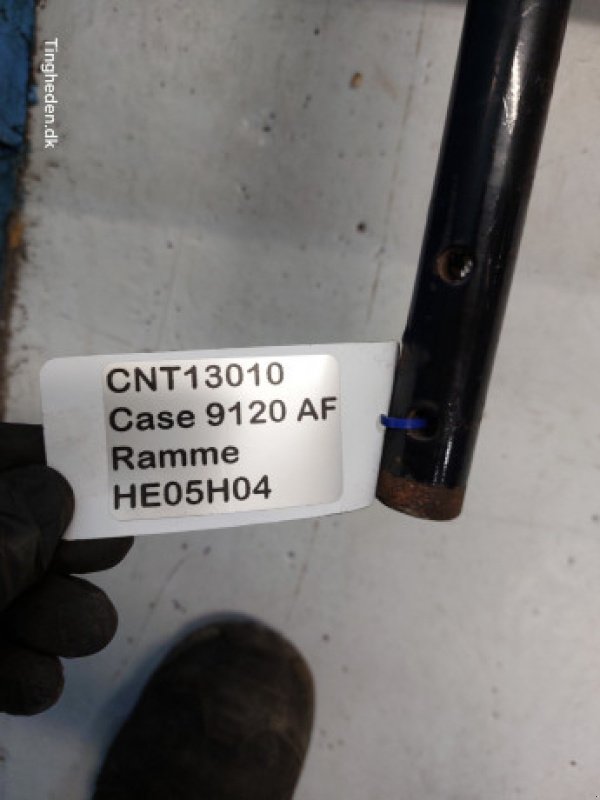 Tingheden.dk
CNT13010
Case 9120 AF
Ramme
HE05H04